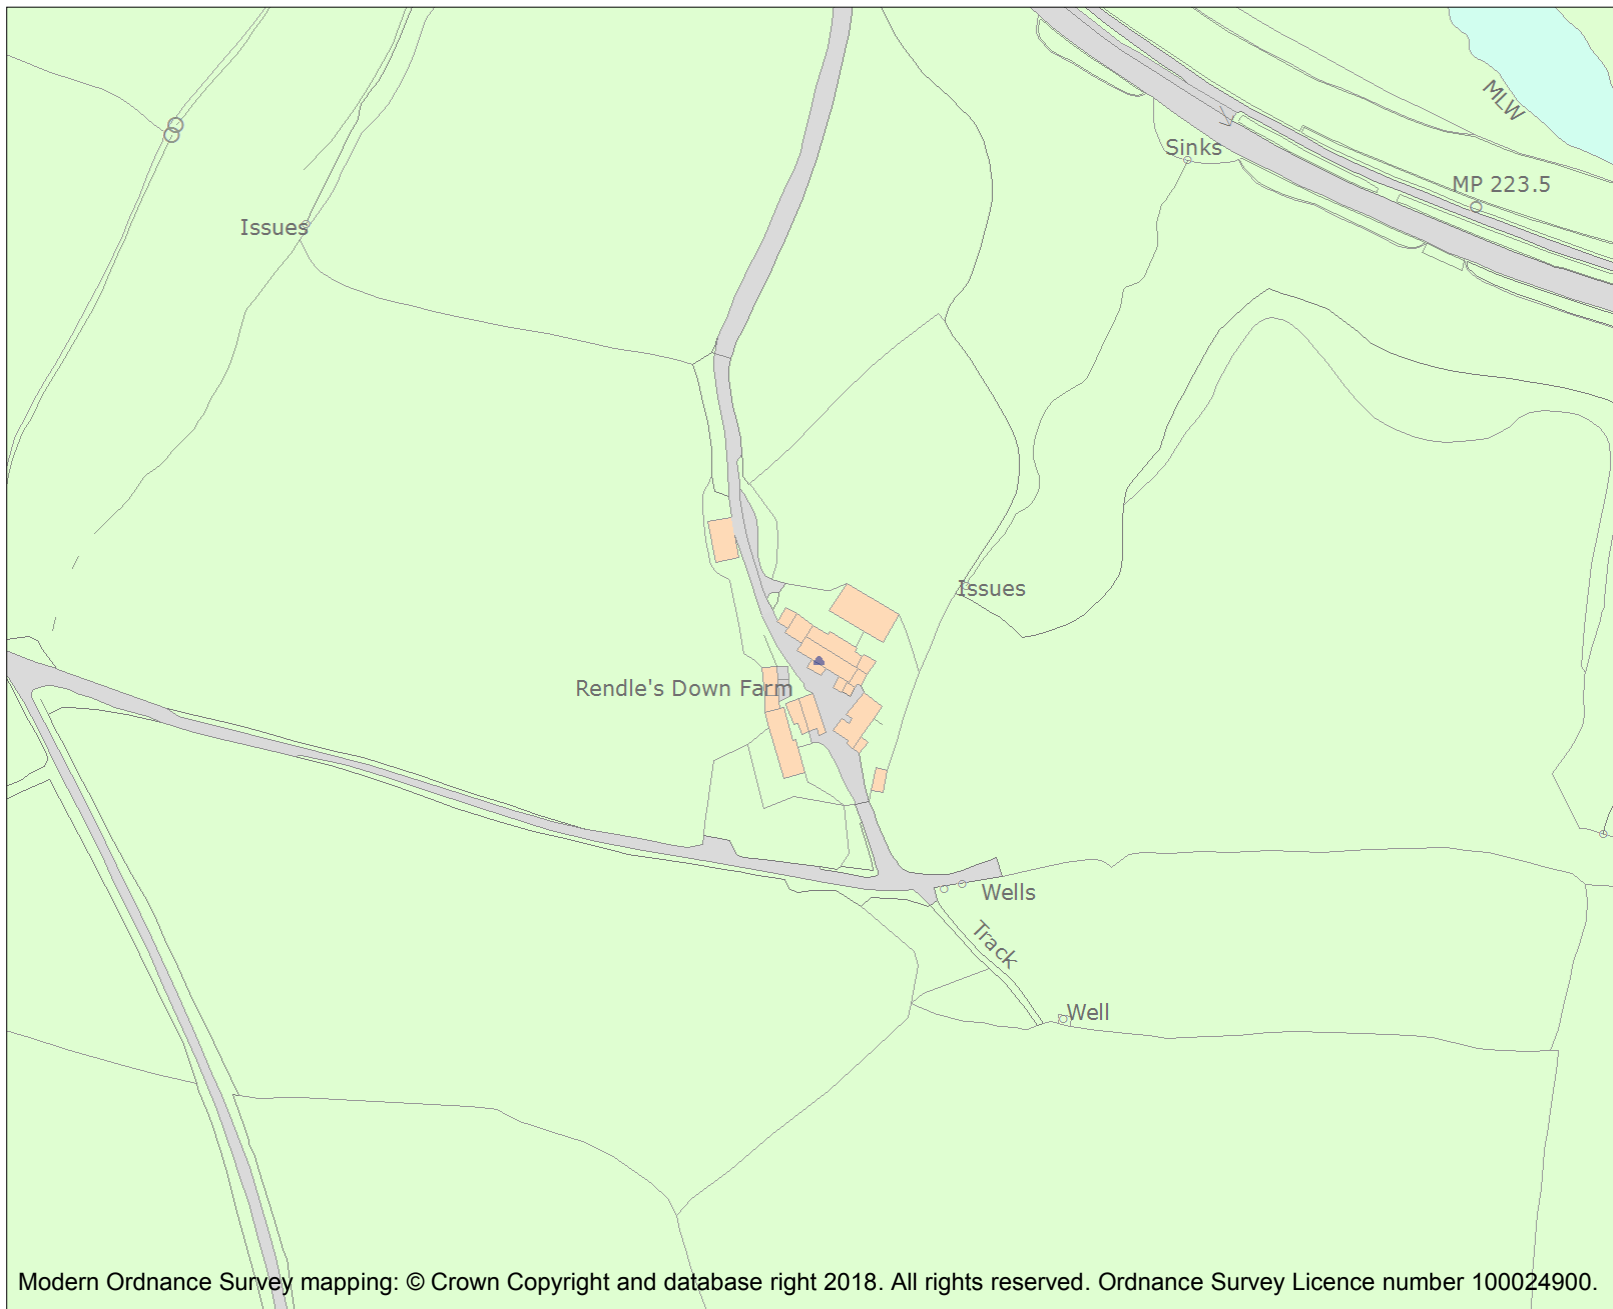 MLW
Sinks
MP 223.5
Issues
Issues
Rendle's Down Farm
Wells
Track
Well
Modern Ordnance Survey mapping: © Crown Copyright and database right 2018. All rights reserved. Ordnance Survey Licence number 100024900.